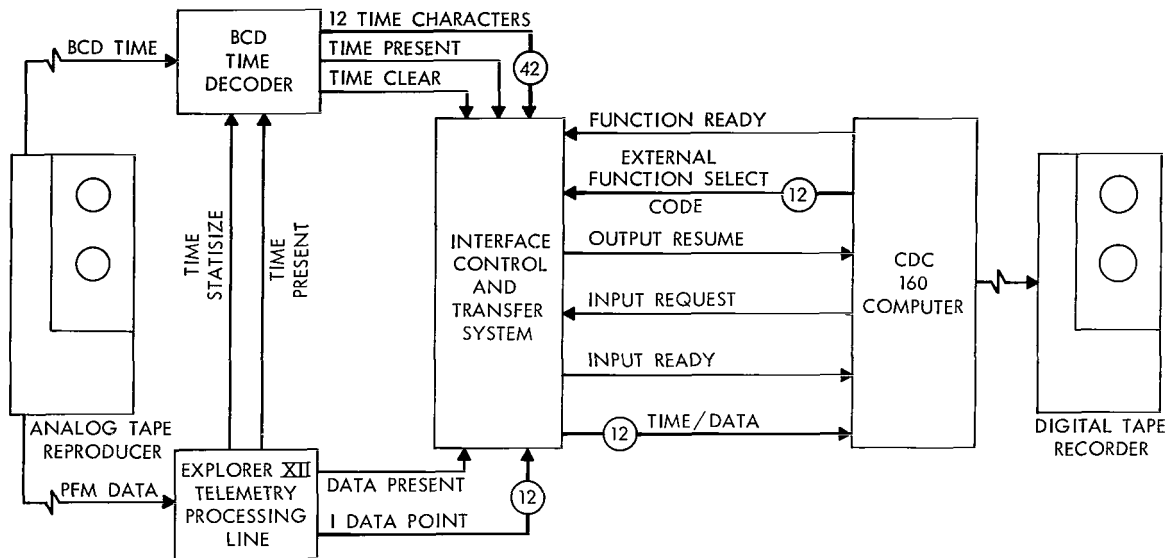 BCD TIME
BCD
TIME
DECODER
12 TIME CHARACTERS
TIME PRESENT
TIME CLEAR
42
TIME
STATISIZE
TIME
PRESENT
ANALOG TAPE
REPRODUCER
PFM DATA
EXPLORER XII
TELEMETRY
PROCESSING
LINE
DATA PRESENT
1 DATA POINT
12
INTERFACE
CONTROL
AND
TRANSFER
SYSTEM
FUNCTION READY
EXTERNAL
FUNCTION SELECT
CODE
12
OUTPUT RESUME
INPUT REQUEST
INPUT READY
12
TIME/DATA
CDC
160
COMPUTER
DIGITAL TAPE
RECORDER